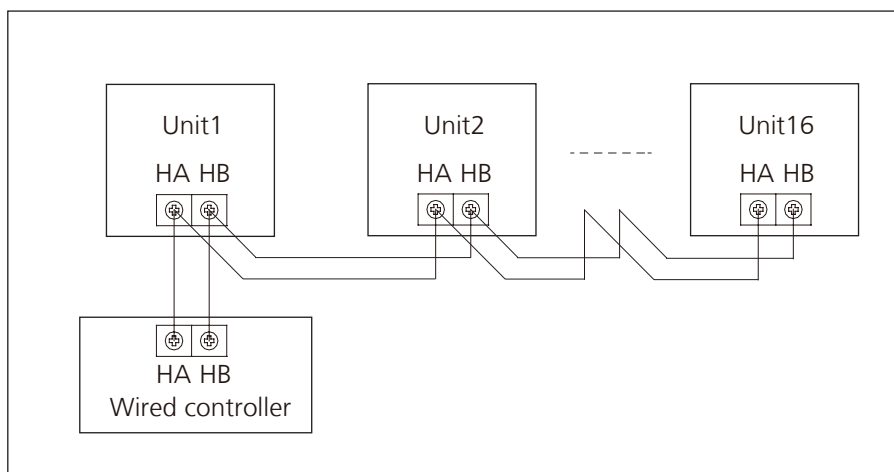 Unit1
HA HB
Unit2
HA HB
Unit16
HA HB
HA HB
Wired controller